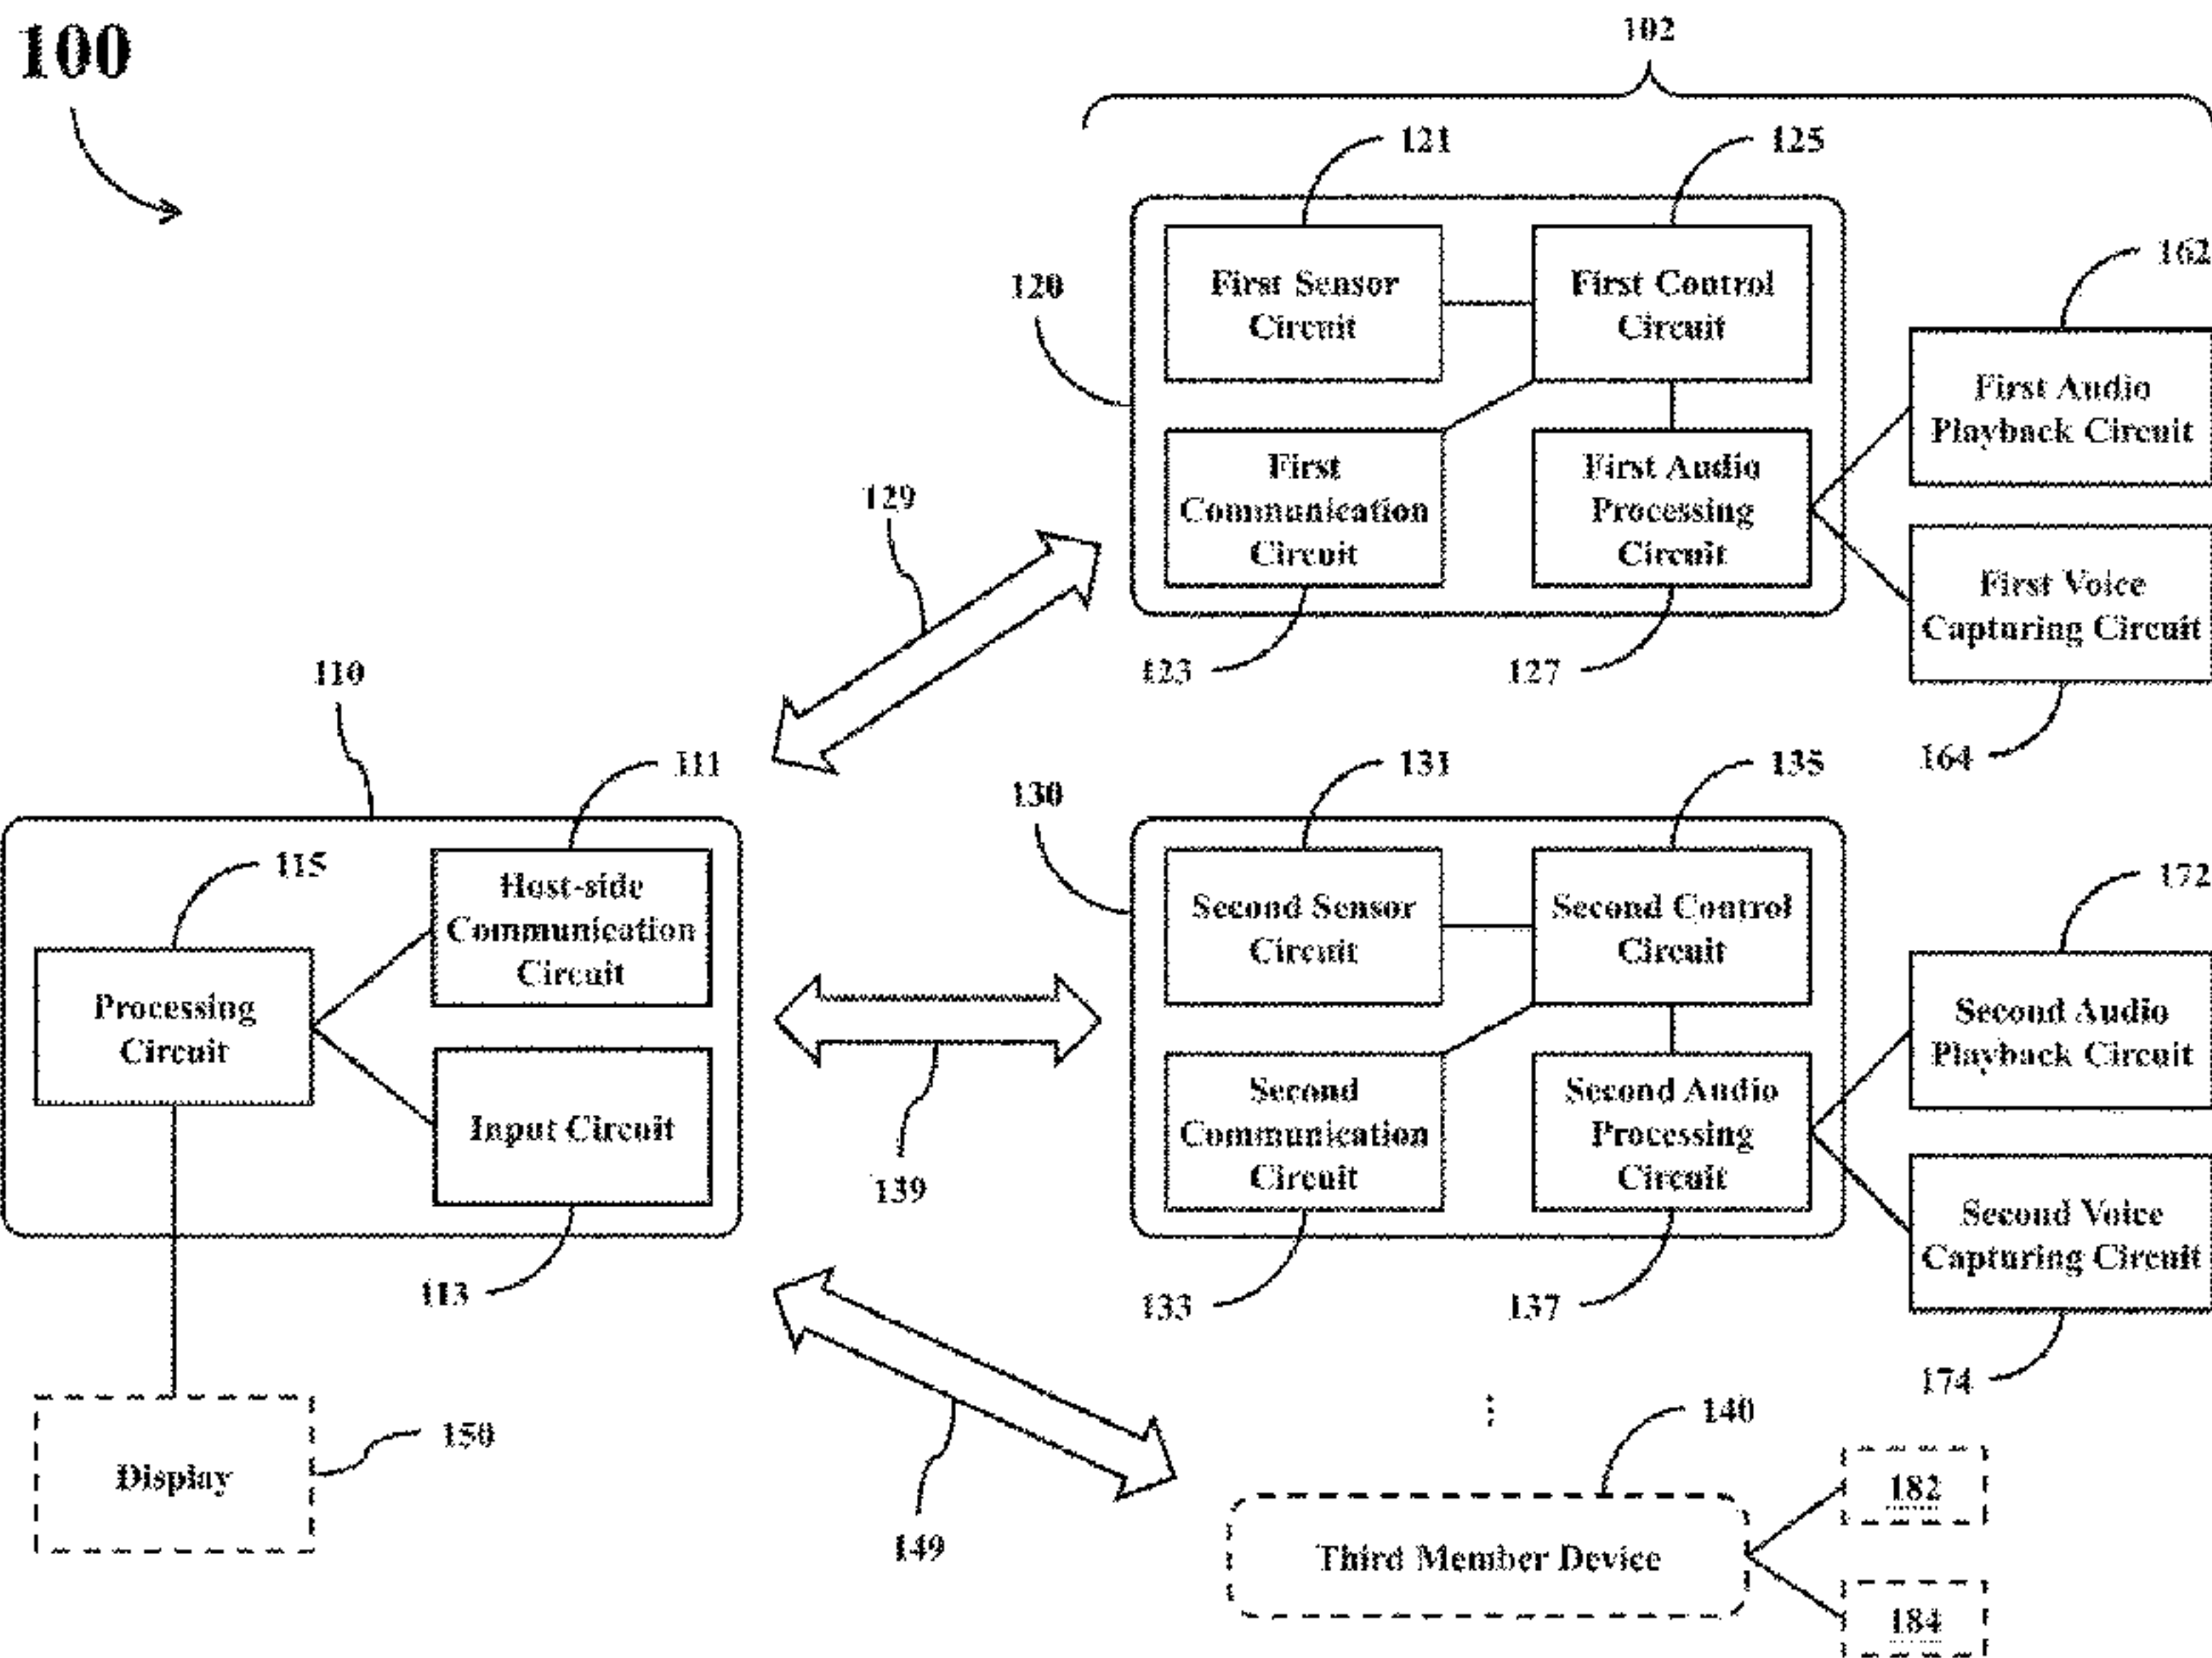 100
102
121
125
162
120
First Sensor
Circuit
First Control
Circuit
First Audio
Playback Circuit
First
Communication
Circuit
First Audio
Processing
Circuit
First Voice
Capturing Circuit
129
123
127
164
110
111
115
130
131
135
172
Host-side
Communication
Circuit
Processing
Circuit
Input Circuit
Second Sensor
Circuit
Second Control
Circuit
Second Audio
Playback Circuit
Second
Communication
Circuit
Second Audio
Processing
Circuit
Second Voice
Capturing Circuit
139
113
133
137
174
150
Display
149
140
...
Third Member Device
182
184